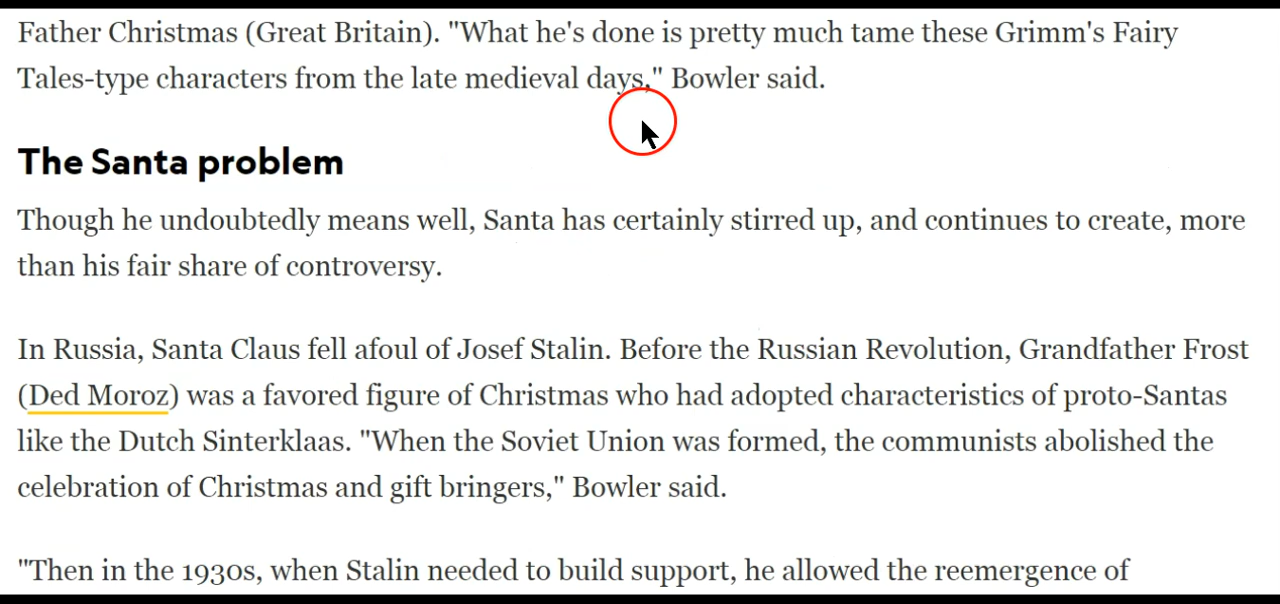 Father Christmas (Great Britain). "What he's done is pretty much tame these Grimm's Fairy
Tales-type characters from the late medieval days," Bowler said.
The Santa problem
Though he undoubtedly means well, Santa has certainly stirred up, and continues to create, more
than his fair share of controversy.
In Russia, Santa Claus fell afoul of Josef Stalin. Before the Russian Revolution, Grandfather Frost
(Ded Moroz) was a favored figure of Christmas who had adopted characteristics of proto-Santas
like the Dutch Sinterklaas. "When the Soviet Union was formed, the communists abolished the
celebration of Christmas and gift bringers," Bowler said.
"Then in the 1930s, when Stalin needed to build support, he allowed the reemergence of